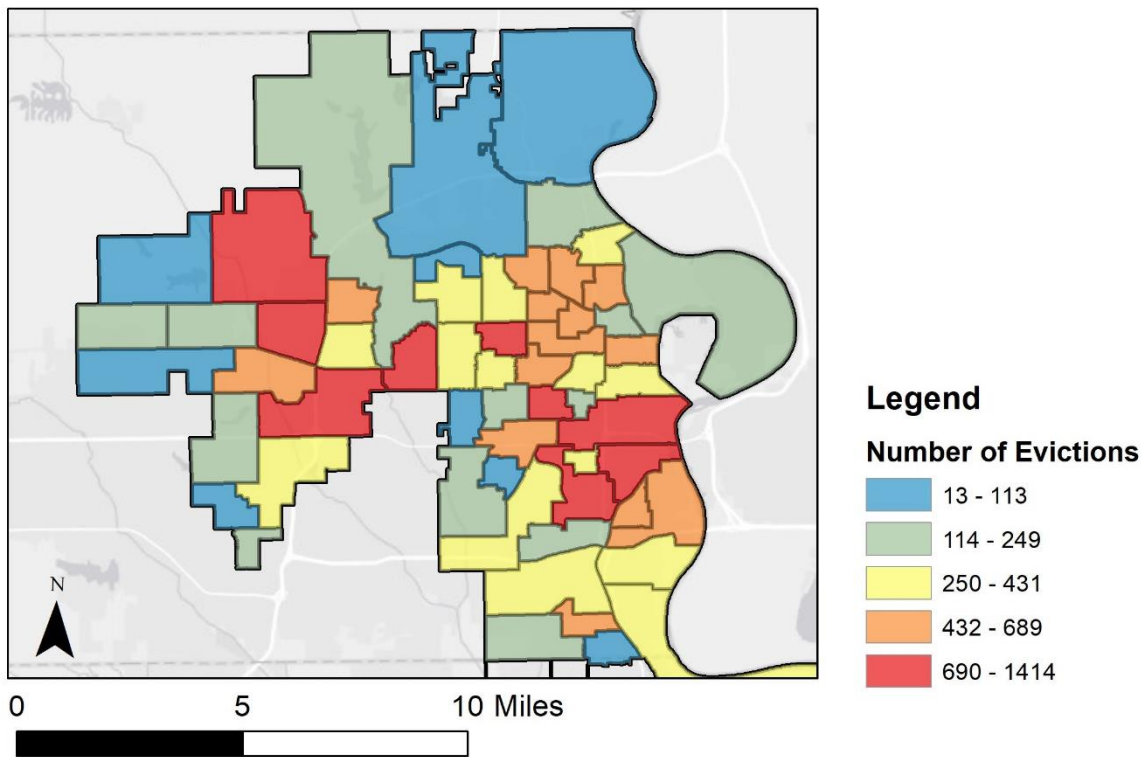 N
0 5 10 Miles
Legend
Number of Evictions
13 - 113
114 - 249
250 - 431
432 - 689
690 - 1414